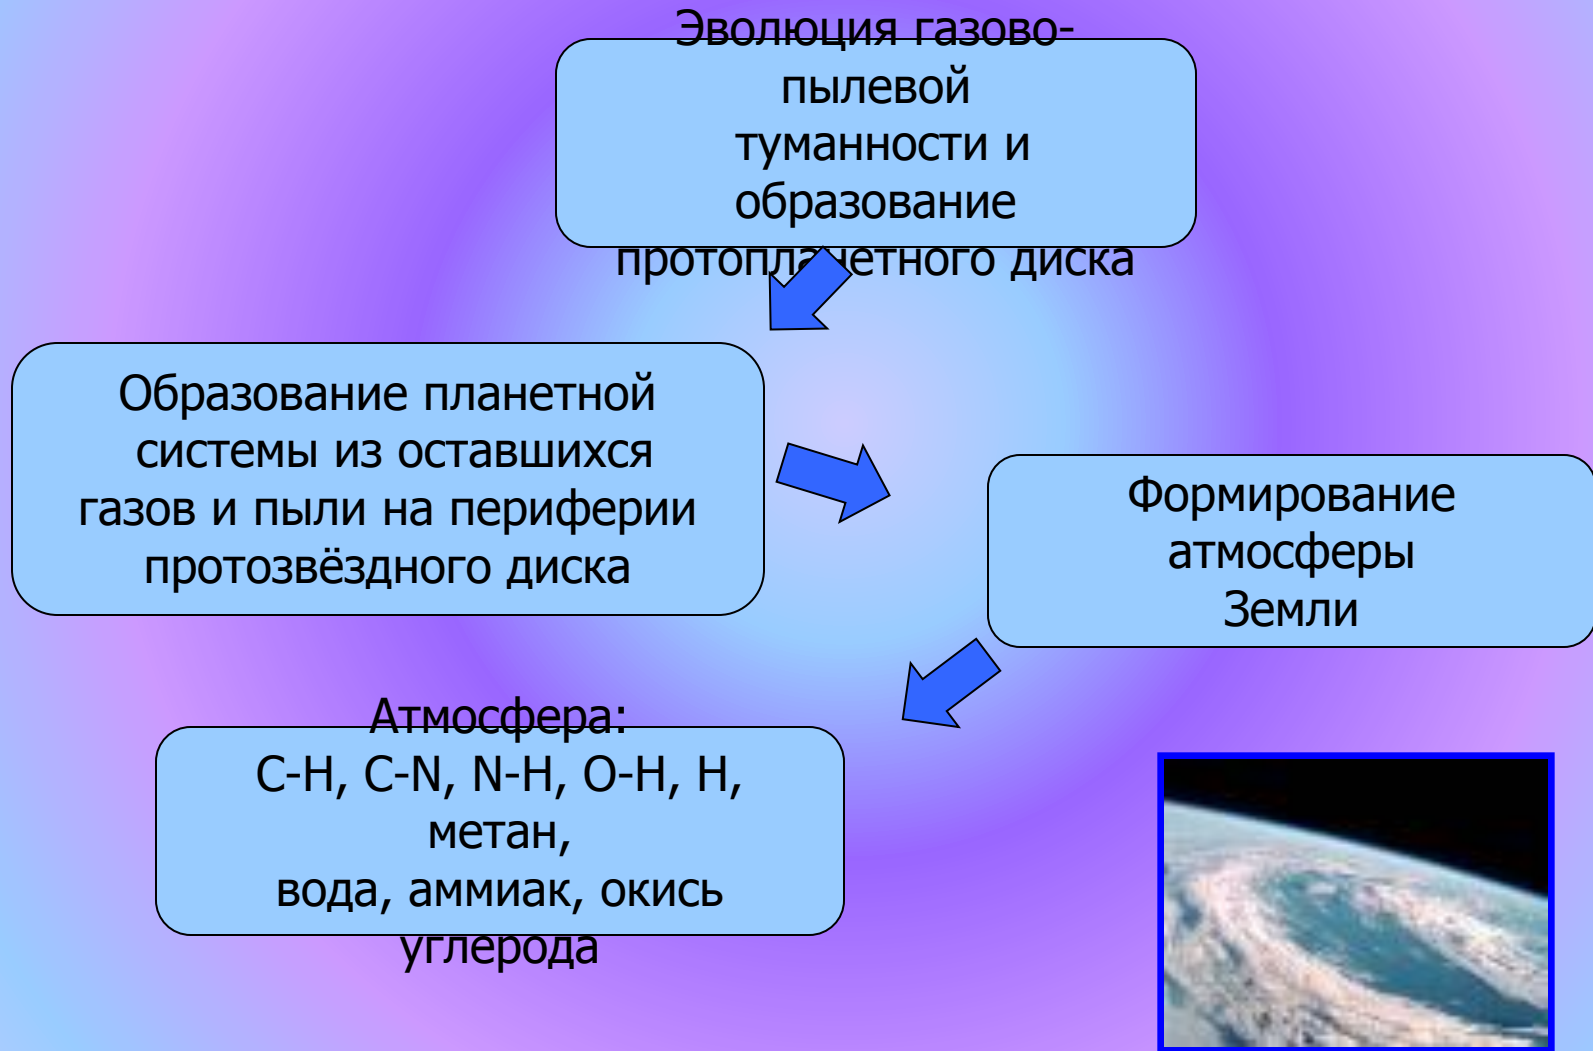 Эволюция газово-
пылевой
туманности и
образование
протопланетного диска
Образование планетной
системы из оставшихся
газов и пыли на периферии
протозвёздного диска
Формирование
атмосферы
Земли
Атмосфера:
C-H, C-N, N-H, O-H, H,
метан,
вода, аммиак, окись
углерода